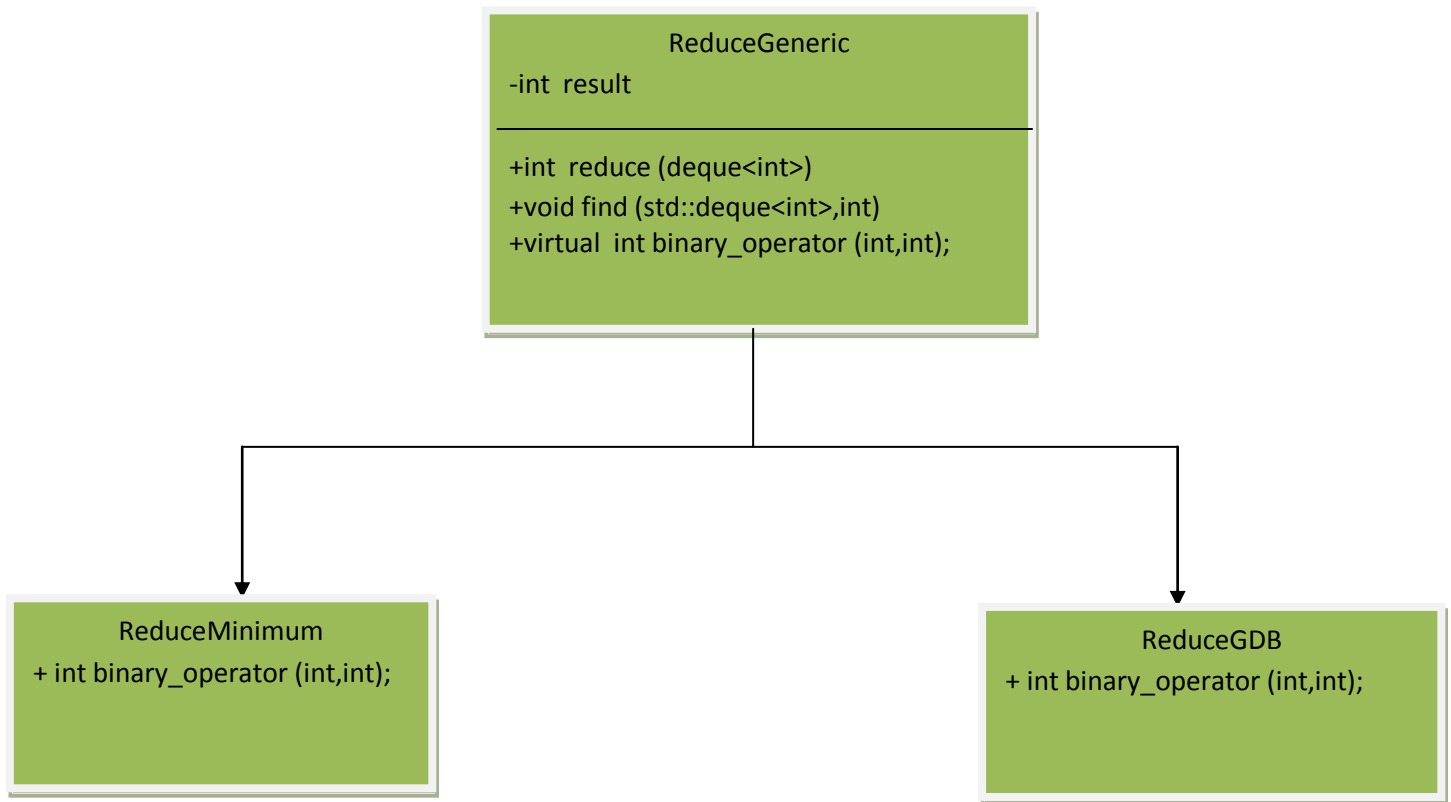 ReduceGeneric
-int result
+int reduce (deque<int>)
+void find (std::deque<int>,int)
+virtual int binary_operator (int,int);
ReduceMinimum
+ int binary_operator (int,int);
ReduceGDB
+ int binary_operator (int,int);